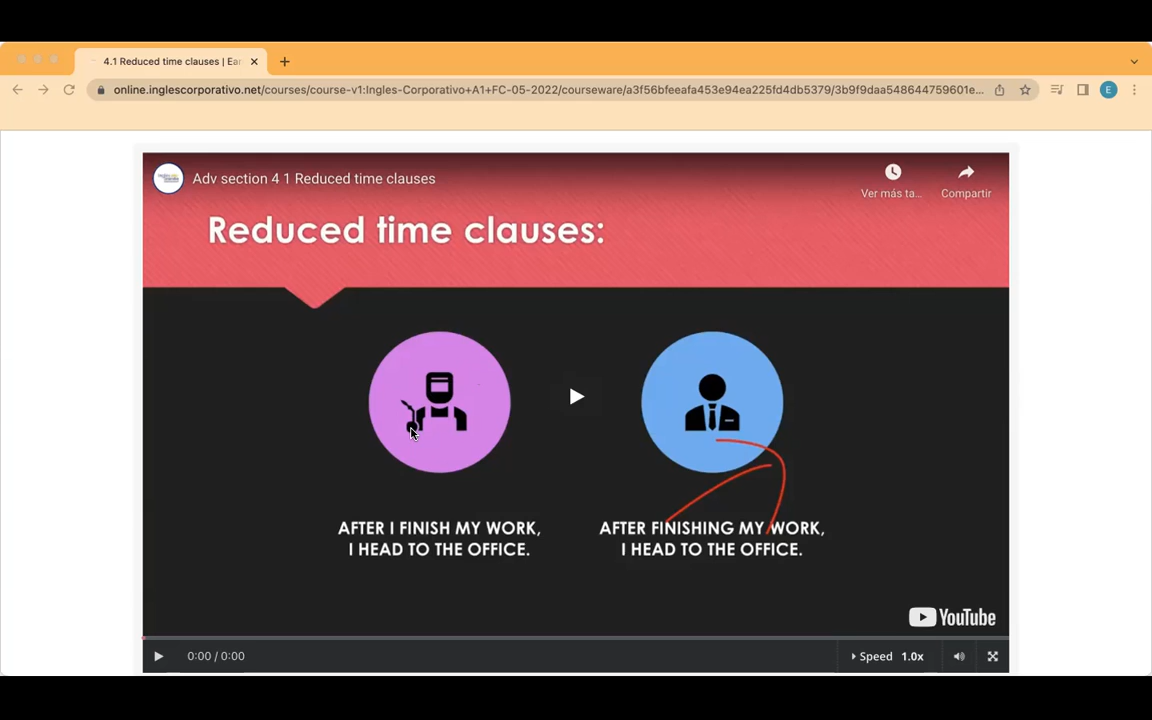 4.1 Reduced time clauses | Ear
online.inglescorporativo.net/courses/course-v1:Ingles-Corporativo+A1+FC-05-2022/courseware/a3f56bfeeafa453e94ea225fd4db5379/3b9f9daa548644759601e...
E
Adv section 4 1 Reduced time clauses
Ver más ta...
Compartir
Reduced time clauses:
AFTER I FINISH MY WORK,
I HEAD TO THE OFFICE.
AFTER FINISHING MY WORK,
I HEAD TO THE OFFICE.
YouTube
0:00 / 0:00
Speed 1.0x